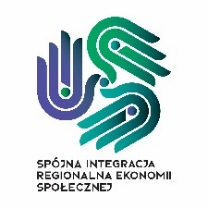 SPÓJNA INTEGRACJA
REGIONALNA EKONOMII
SPOŁECZNEJ